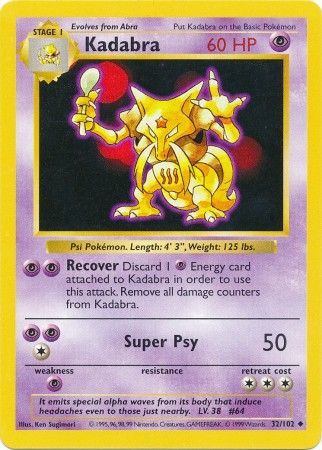 STAGE 1
Evolves from Abra
Put Kadabra on the Basic Pokémon
Kadabra
60 HP
Psi Pokémon. Length: 4' 3", Weight: 125 lbs.
Recover Discard 1 Energy card
attached to Kadabra in order to use
this attack. Remove all damage counters
from Kadabra.
Super Psy 50
weakness resistance retreat cost
It emits special alpha waves from its body that induce
headaches even to those just nearby. LV. 38 #64
Illus. Ken Sugimori ©1995, 96, 98, 99 Nintendo, Creatures, GAMEFREAK. ©1999 Wizards. 32/102